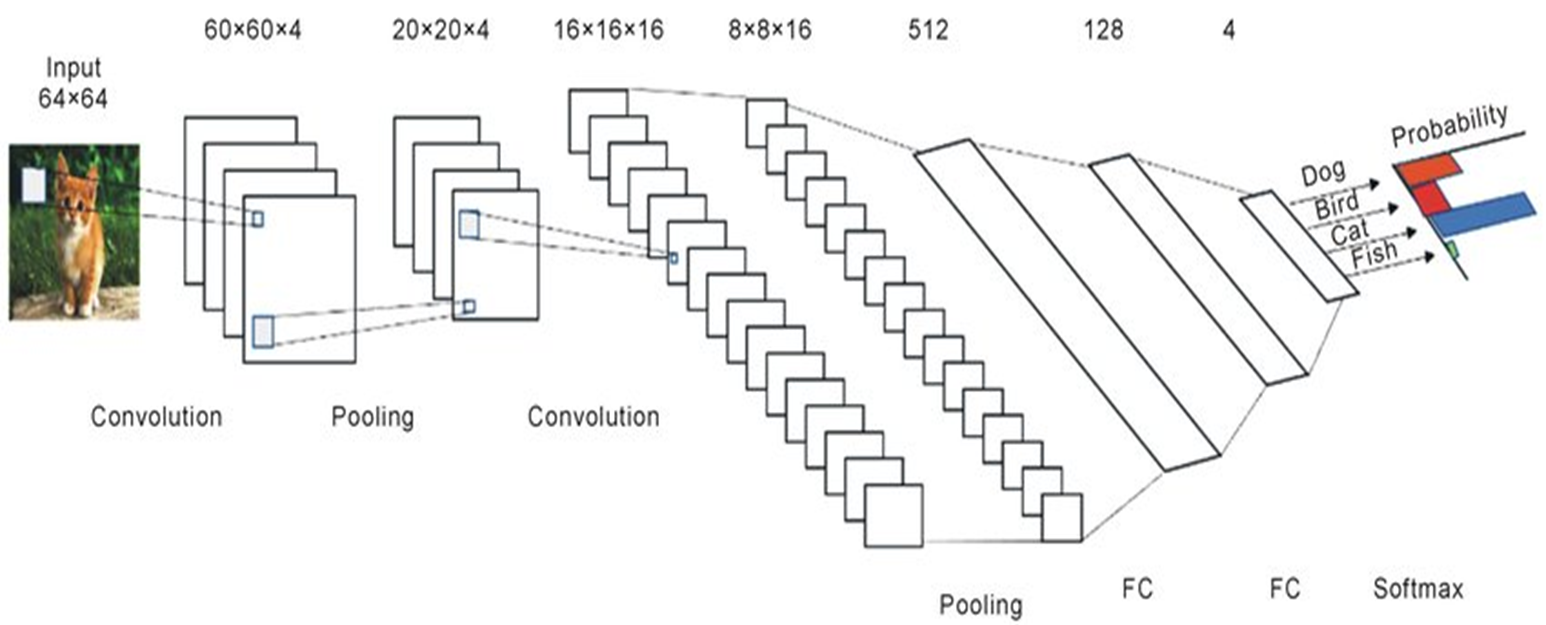 60×60×4
20×20×4
16×16×16
8×8×16
512
128
4
Input
64×64
Probability
Dog
Bird
Cat
Fish
Convolution
Pooling
Convolution
Pooling
FC
FC
Softmax